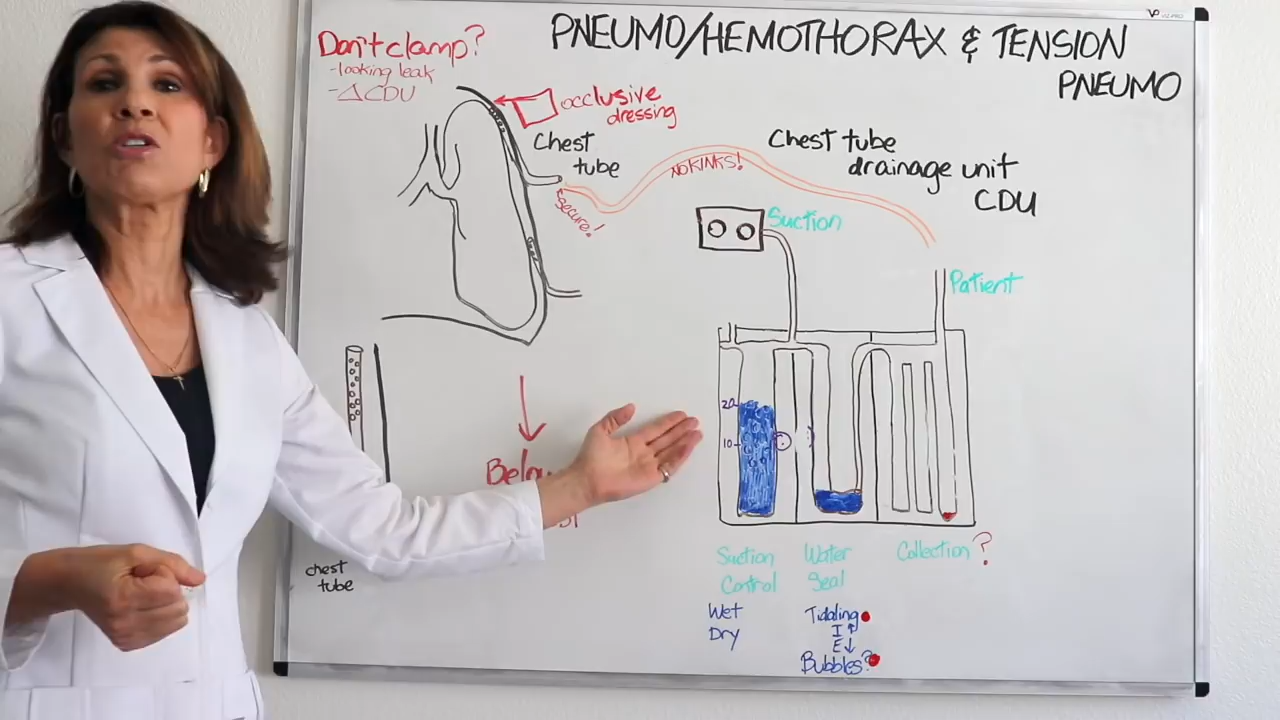 PNEUMO/HEMOTHORAX & TENSION
PNEUMO
Don't clamp?
-looking leak
-Δ CDU
occlusive
dressing
Chest
tube
Secure!
NO KINKS!
Chest tube
drainage unit
CDU
Suction
Patient
20
10
chest
tube
Suction
Control
Wet
Dry
Water
Seal
Tidaling
I ↑
E ↓
Bubbles?
Collection ?